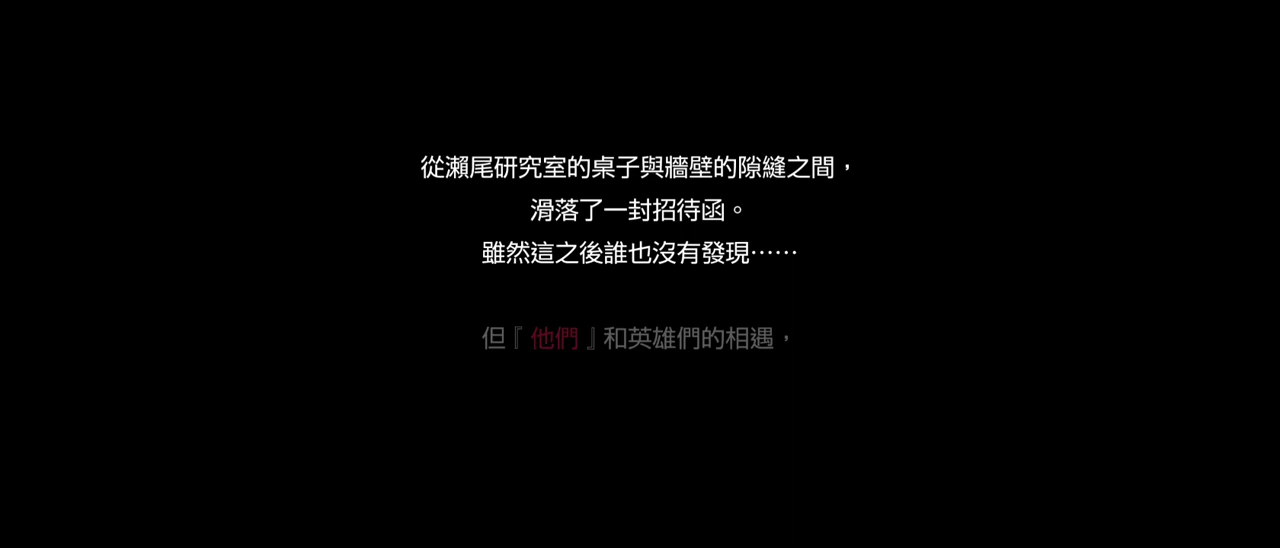 從瀨尾研究室的桌子與牆壁的隙縫之間，
滑落了一封招待函。
雖然這之後誰也沒有發現⋯⋯
但『他們』和英雄們的相遇，